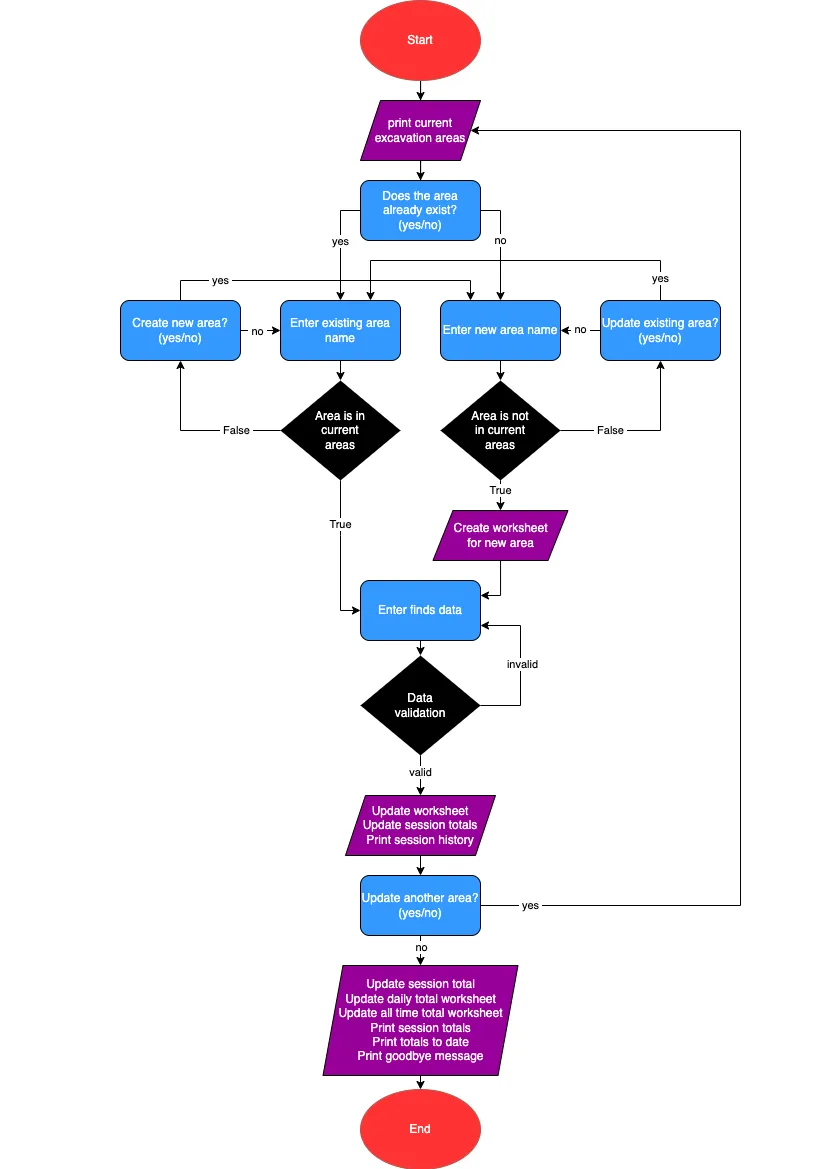 Start
print current
excavation areas
Does the area
already exist?
(yes/no)
yes
no
yes
yes
Create new area?
(yes/no)
no
Enter existing area
name
Enter new area name
no
Update existing area?
(yes/no)
False
Area is in
current
areas
Area is not
in current
areas
False
True
True
Create worksheet
for new area
Enter finds data
invalid
Data
validation
valid
Update worksheet
Update session totals
Print session history
Update another area?
(yes/no)
yes
no
Update session total
Update daily total worksheet
Update all time total worksheet
Print session totals
Print totals to date
Print goodbye message
End